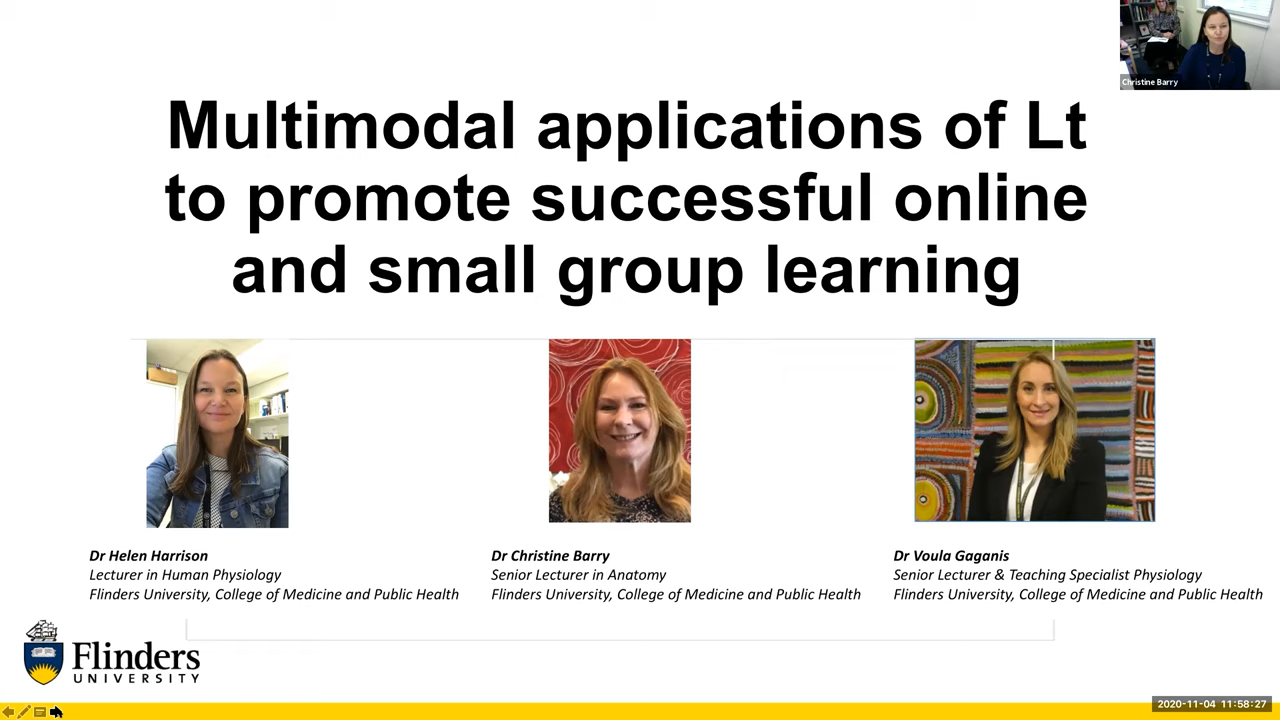 Christine Barry
Multimodal applications of Lt
to promote successful online
and small group learning
Dr Helen Harrison
Lecturer in Human Physiology
Flinders University, College of Medicine and Public Health
Dr Christine Barry
Senior Lecturer in Anatomy
Flinders University, College of Medicine and Public Health
Dr Voula Gaganis
Senior Lecturer & Teaching Specialist Physiology
Flinders University, College of Medicine and Public Health
Flinders
UNIVERSITY
2020-11-04 11:58:27